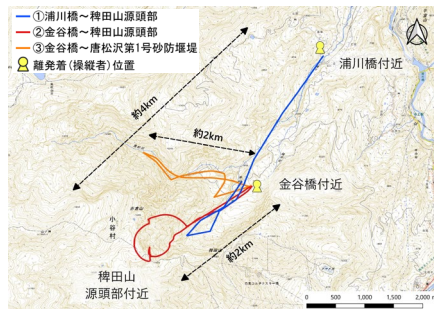 ①浦川橋～稗田山源頭部
②金谷橋～稗田山源頭部
③金谷橋～唐松沢第1号砂防堰堤
離発着(操縦者)位置
浦川橋付近
約4km
約2km
金谷橋付近
小谷村
約2km
稗田山
源頭部付近
0 500 1,000 1,500 2,000 m